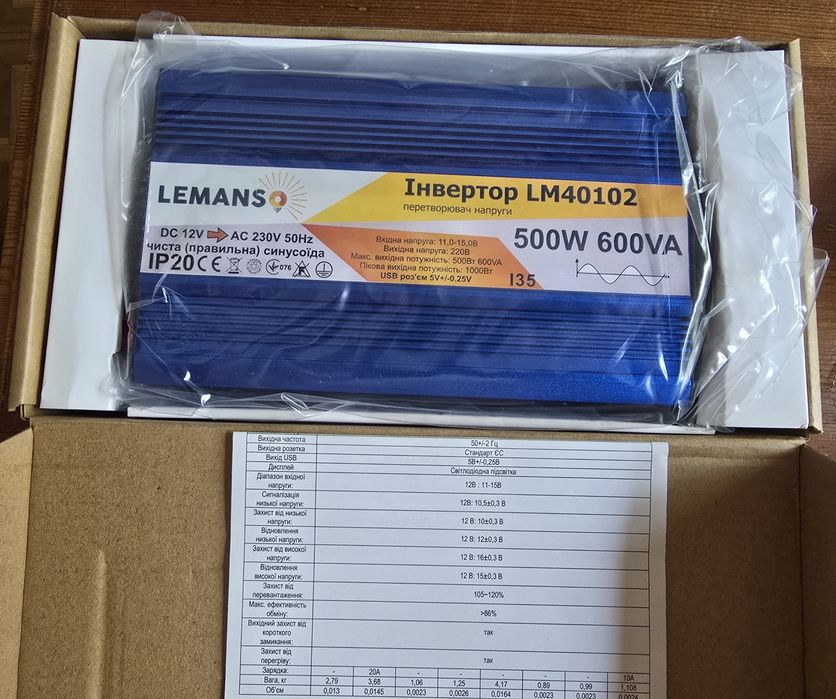 LEMANSO
Інвертор LM40102
перетворювач напруги
DC 12V AC 230V 50Hz
чиста (правильна) синусоїда
IP20 CE 076
Вхідна напруга: 11,0-15,0В
Вихідна напруга: 220В
Макс. вихідна потужність: 500Вт 600VA
Пікова вихідна потужність: 1000Вт
USB роз'єм 5V+/-0.25V
500W 600VA
I35
Вихідна частота 50+/-2 Гц
Вихідна розетка Стандарт ЄС
Вихід USB 5В+/-0,25В
Дисплей Світлодіодна підсвітка
Діапазон вхідної
напруги: 12В : 11-15В
Сигналізація
низької напруги: 12В: 10,5±0,3 В
Захист від низької
напруги: 12 В: 10±0,3 В
Відновлення
низької напруги: 12 В: 12±0,3 В
Захист від високої
напруги: 12 В: 16±0,3 В
Відновлення
високої напруги: 12 В: 15±0,3 В
Захист від
перевантаження: 105~120%
Макс. ефективність
обміну: >86%
Вихідний захист від
короткого
замикання: так
Захист від
перегріву: так
Зарядка: - 20А - - - - - 10А
Вага, кг 2,79 3,68 1,06 1,25 4,17 0,89 0,99 1,108
Об'єм 0,013 0,0145 0,0023 0,0026 0,0164 0,0023 0,0023 0,0024